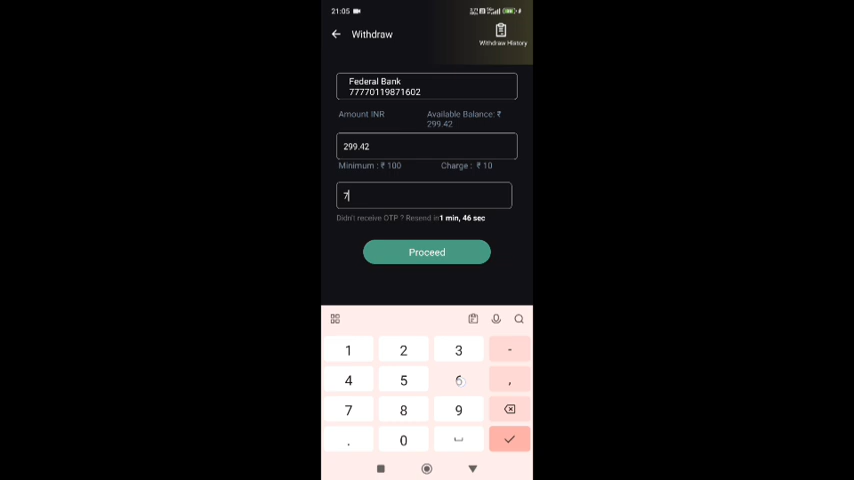 21:05
Withdraw
Withdraw History
Federal Bank
77770119871602
Amount INR
Available Balance: ₹
299.42
299.42
Minimum : ₹ 100
Charge : ₹ 10
7
Didn't receive OTP ? Resend in 1 min, 46 sec
Proceed
1 2 3 -
4 5 6 ,
7 8 9
. 0